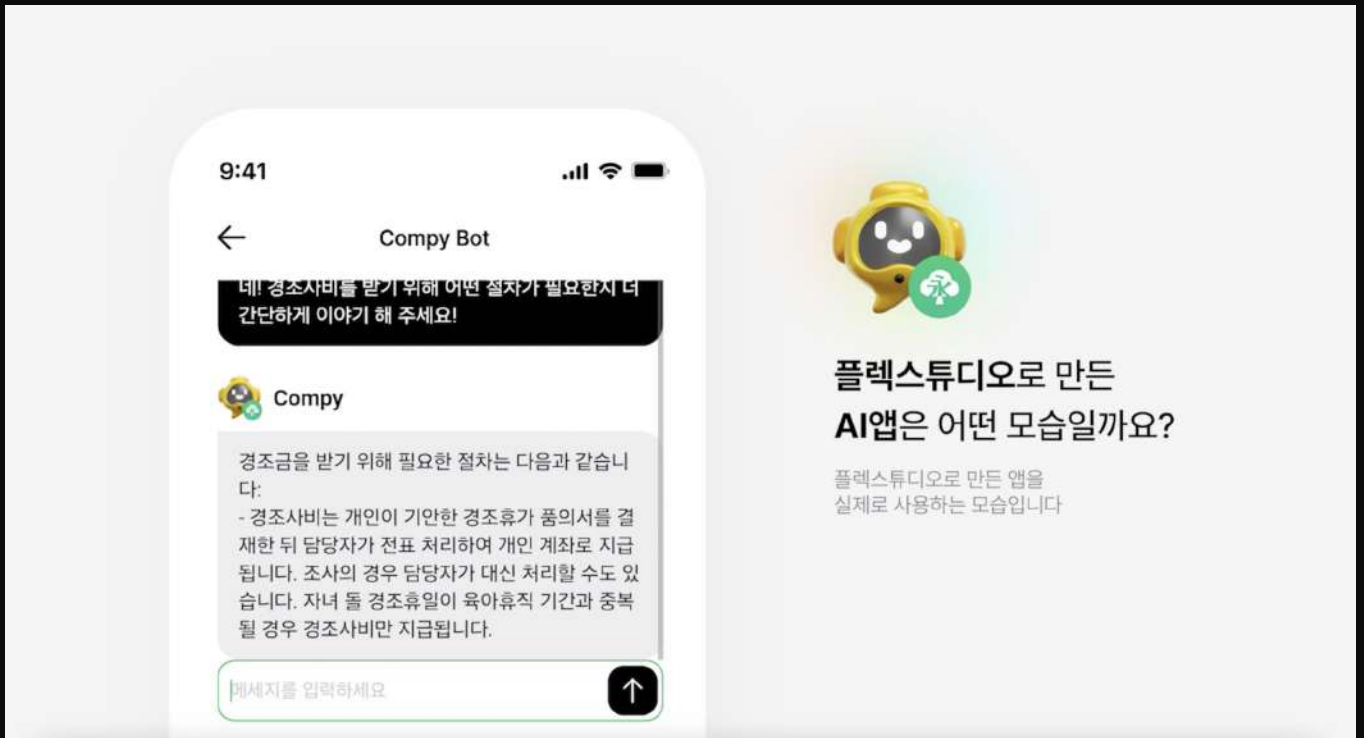 9:41
Compy Bot
네! 경조사비를 받기 위해 어떤 절차가 필요한지 더
간단하게 이야기 해 주세요!
Compy
경조금을 받기 위해 필요한 절차는 다음과 같습니
다:
- 경조사비는 개인이 기안한 경조휴가 품의서를 결
재한 뒤 담당자가 전표 처리하여 개인 계좌로 지급
됩니다. 조사의 경우 담당자가 대신 처리할 수도 있
습니다. 자녀 돌 경조휴일이 육아휴직 기간과 중복
될 경우 경조사비만 지급됩니다.
메세지를 입력하세요
永
플렉스튜디오로 만든
AI앱은 어떤 모습일까요?
플렉스튜디오로 만든 앱을
실제로 사용하는 모습입니다